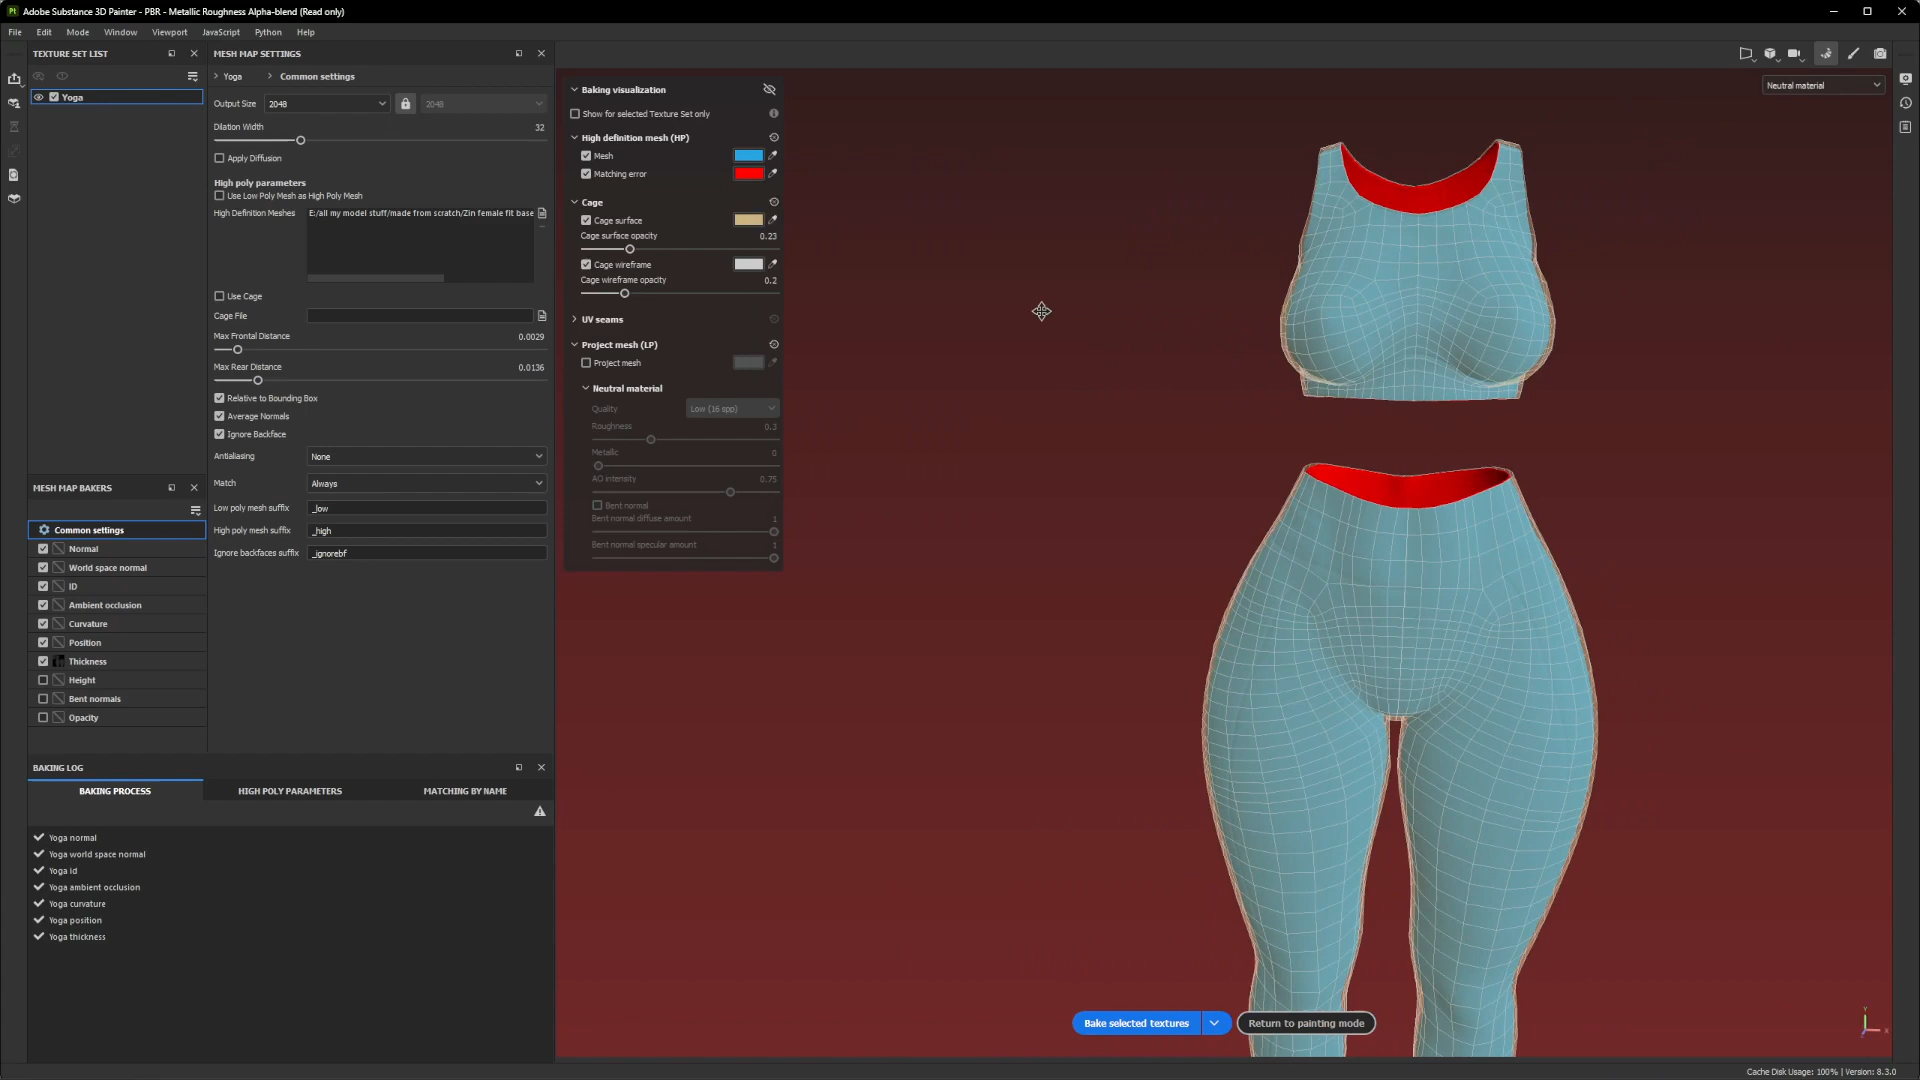 Adobe Substance 3D Painter - PBR - Metallic Roughness Alpha-blend (Read only)
File Edit Mode Window Viewport JavaScript Python Help
TEXTURE SET LIST
Yoga
MESH MAP SETTINGS
Yoga Common settings
Output Size 2048 2048
Dilation Width 32
Apply Diffusion
High poly parameters
Use Low Poly Mesh as High Poly Mesh
High Definition Meshes E:/all my model stuff/made from scratch/Zin female fit base
Use Cage
Cage File
Max Frontal Distance 0.0029
Max Rear Distance 0.0136
Relative to Bounding Box
Average Normals
Ignore Backface
Antialiasing None
Match Always
Low poly mesh suffix _low
High poly mesh suffix _high
Ignore backfaces suffix _ignorebf
MESH MAP BAKERS
Common settings
Normal
World space normal
ID
Ambient occlusion
Curvature
Position
Thickness
Height
Bent normals
Opacity
BAKING LOG
BAKING PROCESS HIGH POLY PARAMETERS MATCHING BY NAME
Yoga normal
Yoga world space normal
Yoga id
Yoga ambient occlusion
Yoga curvature
Yoga position
Yoga thickness
Baking visualization
Show for selected Texture Set only
High definition mesh (HP)
Mesh
Matching error
Cage
Cage surface
Cage surface opacity 0.23
Cage wireframe
Cage wireframe opacity 0.2
UV seams
Project mesh (LP)
Project mesh
Neutral material
Quality Low (16 spp)
Roughness 0.3
Metallic 0
AO intensity 0.75
Bent normal
Bent normal diffuse amount 1
Bent normal specular amount 1
Neutral material
Bake selected textures
Return to painting mode
Y
X
Cache Disk Usage: 100% | Version: 8.3.0